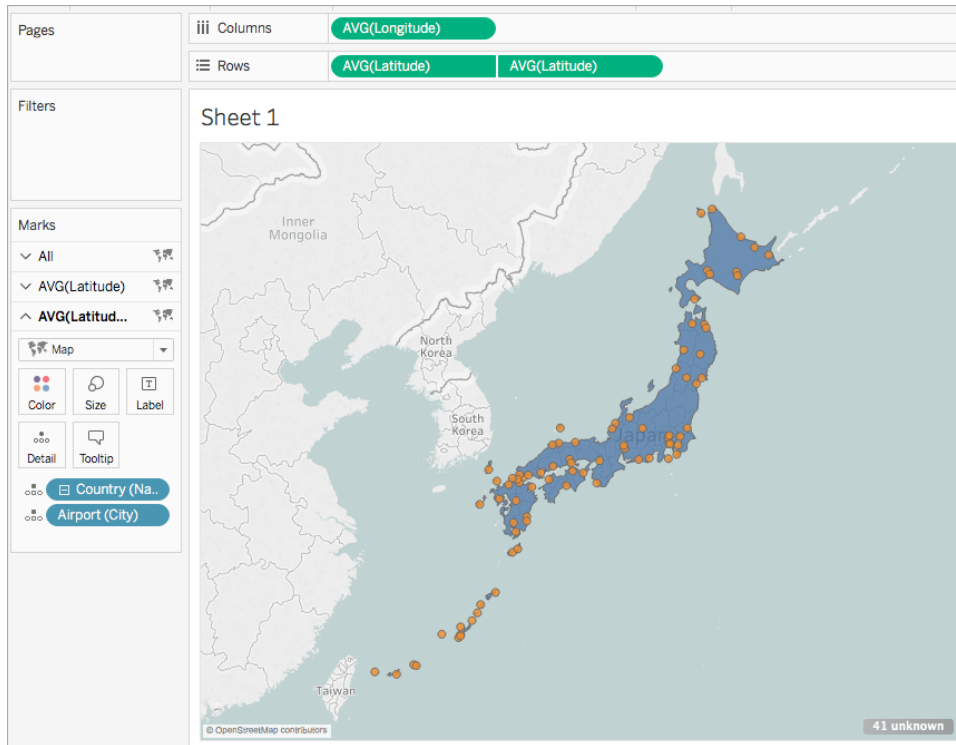 Pages
Columns
AVG(Longitude)
Rows
AVG(Latitude)
AVG(Latitude)
Filters
Sheet 1
Marks
All
AVG(Latitude)
AVG(Latitud...
Map
Color
Size
T
Label
Detail
Tooltip
Country (Na..
Airport (City)
Inner
Mongolia
North
Korea
South
Korea
Japan
Taiwan
© OpenStreetMap contributors
41 unknown